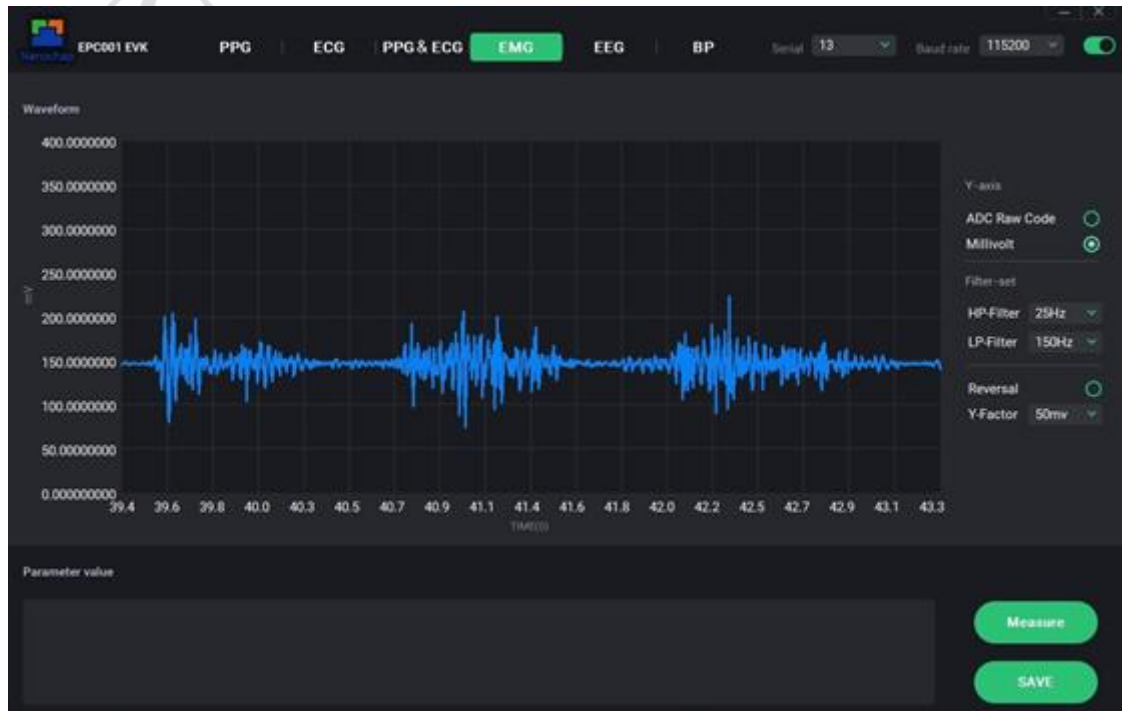 EPC001 EVK PPG ECG PPG & ECG EMG EEG BP Serial 13 Baud rate 115200
Waveform
400.0000000
350.0000000
300.0000000
250.0000000
200.0000000
150.0000000
100.0000000
50.00000000
0.000000000
mV
39.4 39.6 39.8 40.0 40.3 40.5 40.7 40.9 41.1 41.4 41.6 41.8 42.0 42.2 42.5 42.7 42.9 43.1 43.3
TIME(S)
Y-axis
ADC Raw Code
Millivolt
Filter-set
HP-Filter 25Hz
LP-Filter 150Hz
Reversal
Y-Factor 50mv
Parameter value
Measure
SAVE